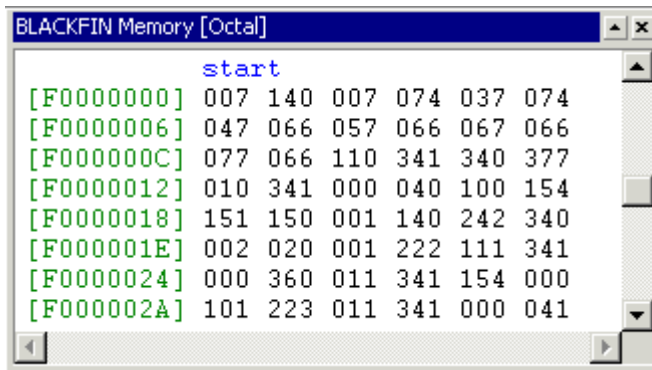 BLACKFIN Memory [Octal]
start
[F0000000] 007 140 007 074 037 074
[F0000006] 047 066 057 066 067 066
[F000000C] 077 066 110 341 340 377
[F0000012] 010 341 000 040 100 154
[F0000018] 151 150 001 140 242 340
[F000001E] 002 020 001 222 111 341
[F0000024] 000 360 011 341 154 000
[F000002A] 101 223 011 341 000 041